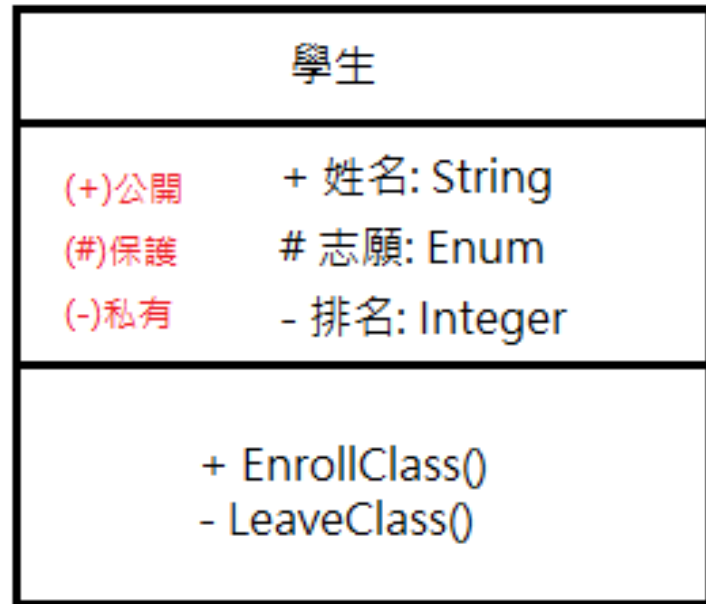 學生
(+)公開 + 姓名: String
(#)保護 # 志願: Enum
(-)私有 - 排名: Integer
+ EnrollClass()
- LeaveClass()